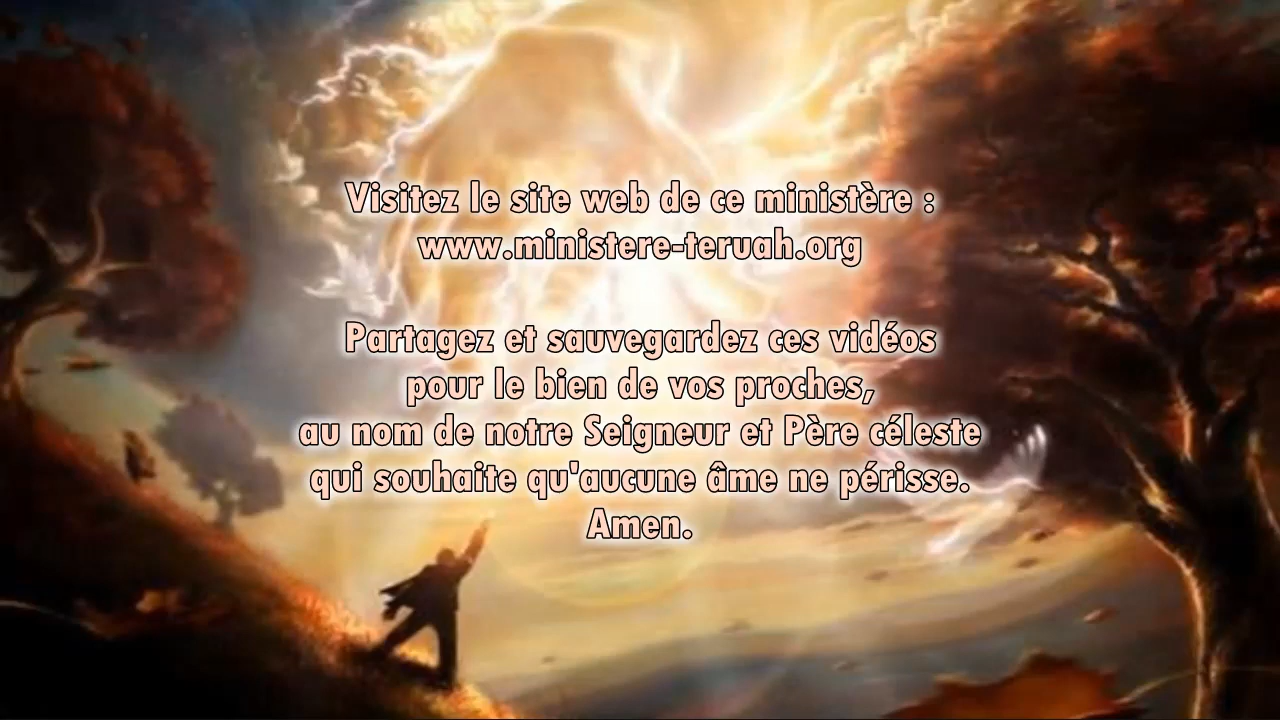 Visitez le site web de ce ministère :
www.ministere-teruah.org
Partagez et sauvegardez ces vidéos
pour le bien de vos proches,
au nom de notre Seigneur et Père céleste
qui souhaite qu'aucune âme ne périsse.
Amen.